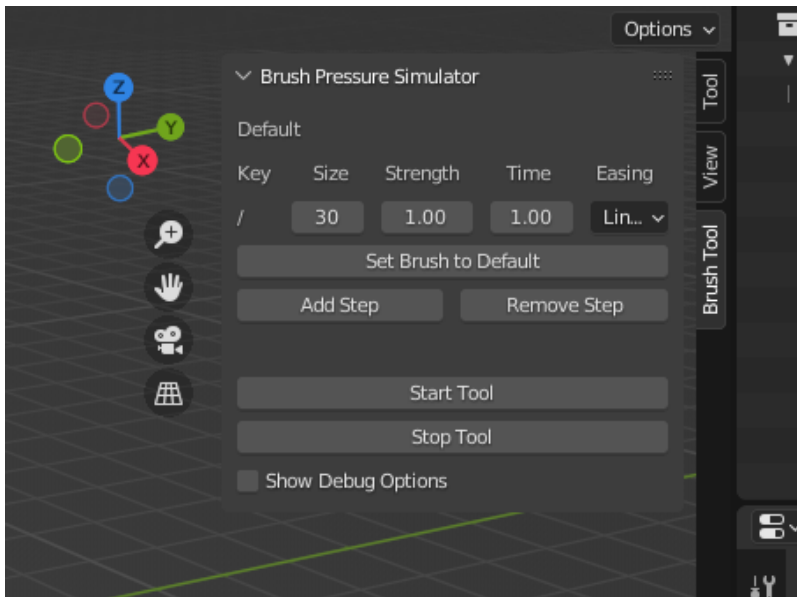 Options
Brush Pressure Simulator
Default
Key Size Strength Time Easing
/ 30 1.00 1.00 Lin...
Set Brush to Default
Add Step Remove Step
Start Tool
Stop Tool
Show Debug Options
Z
Y
X
Tool
View
Brush Tool